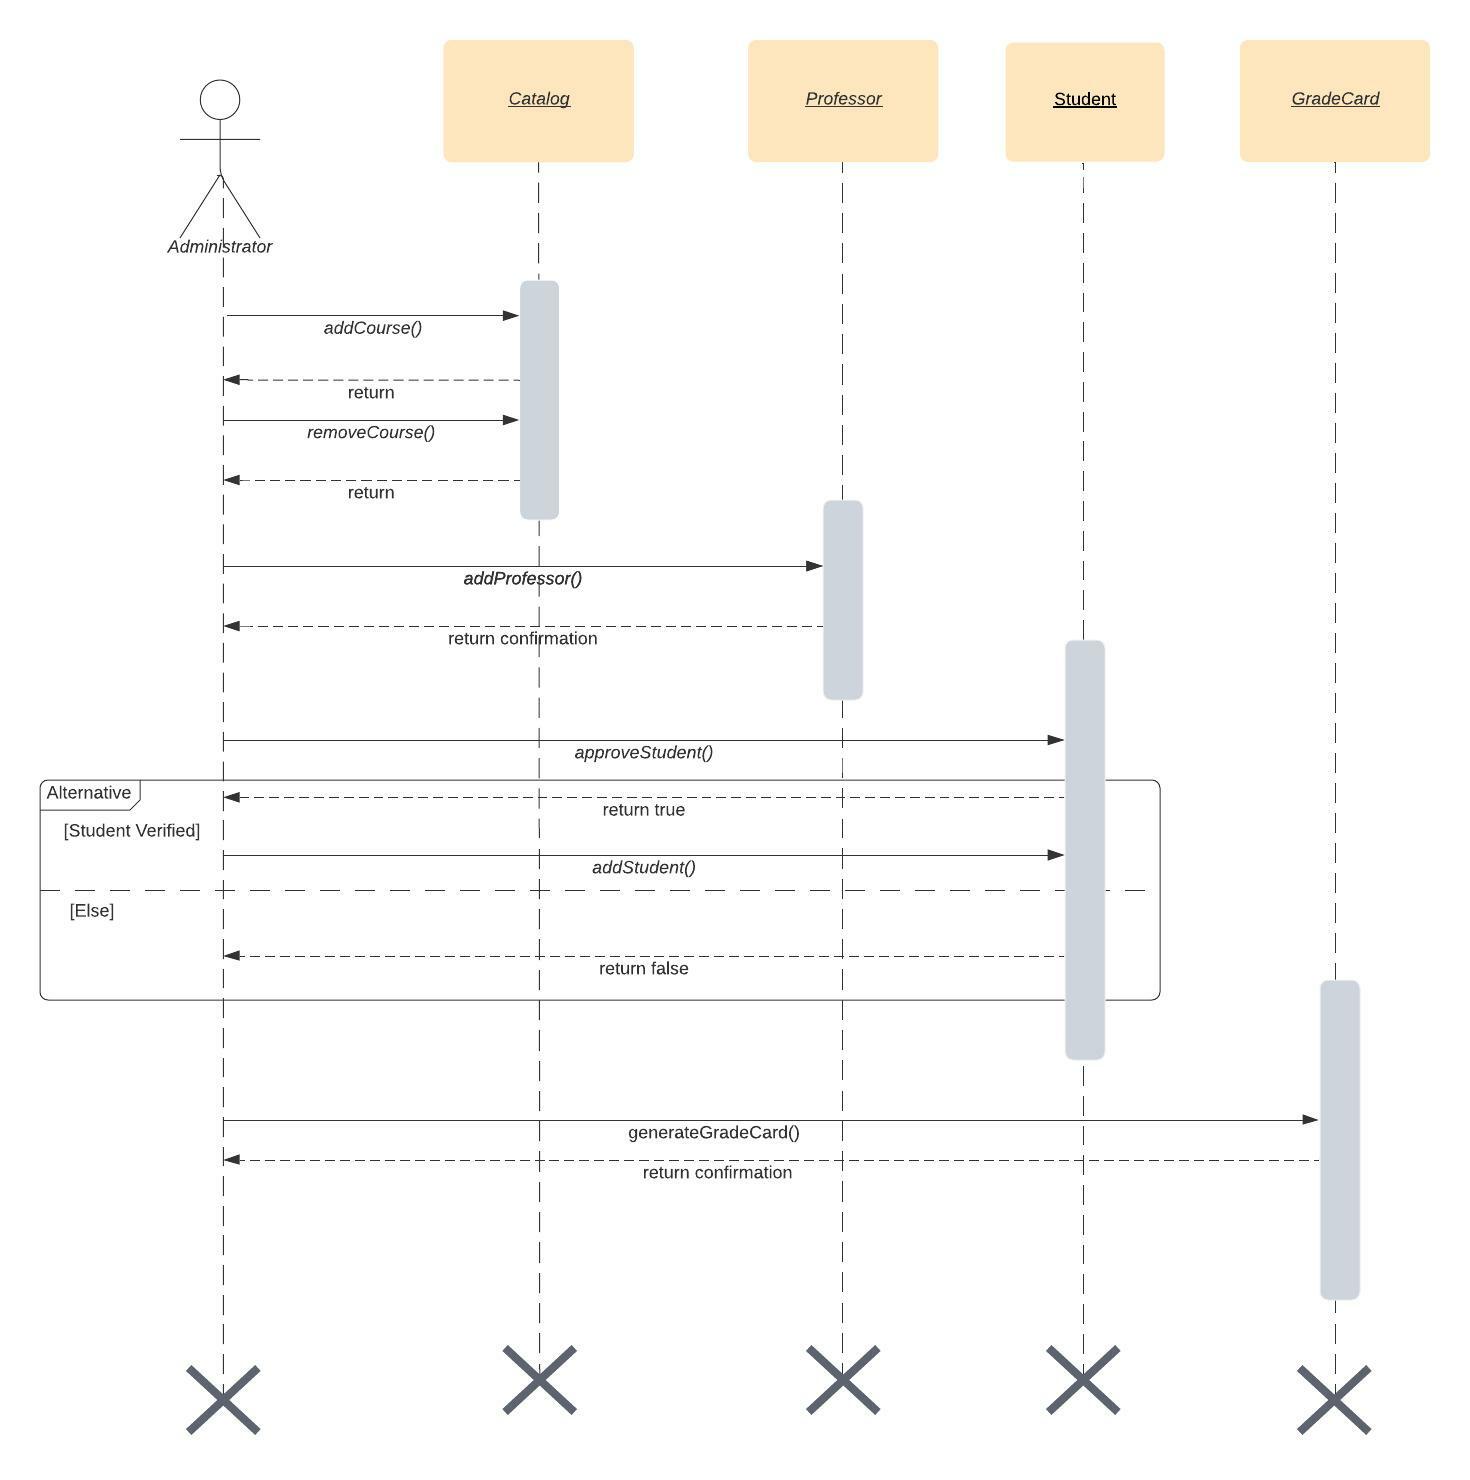 Catalog
Professor
Student
GradeCard
Administrator
addCourse()
return
removeCourse()
return
addProfessor()
return confirmation
approveStudent()
Alternative
return true
[Student Verified]
addStudent()
[Else]
return false
generateGradeCard()
return confirmation